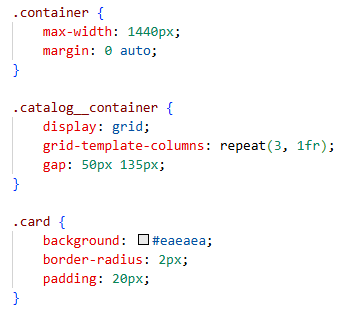 .container {
    max-width: 1440px;
    margin: 0 auto;
}

.catalog__container {
    display: grid;
    grid-template-columns: repeat(3, 1fr);
    gap: 50px 135px;
}

.card {
    background: #eaeaea;
    border-radius: 2px;
    padding: 20px;
}